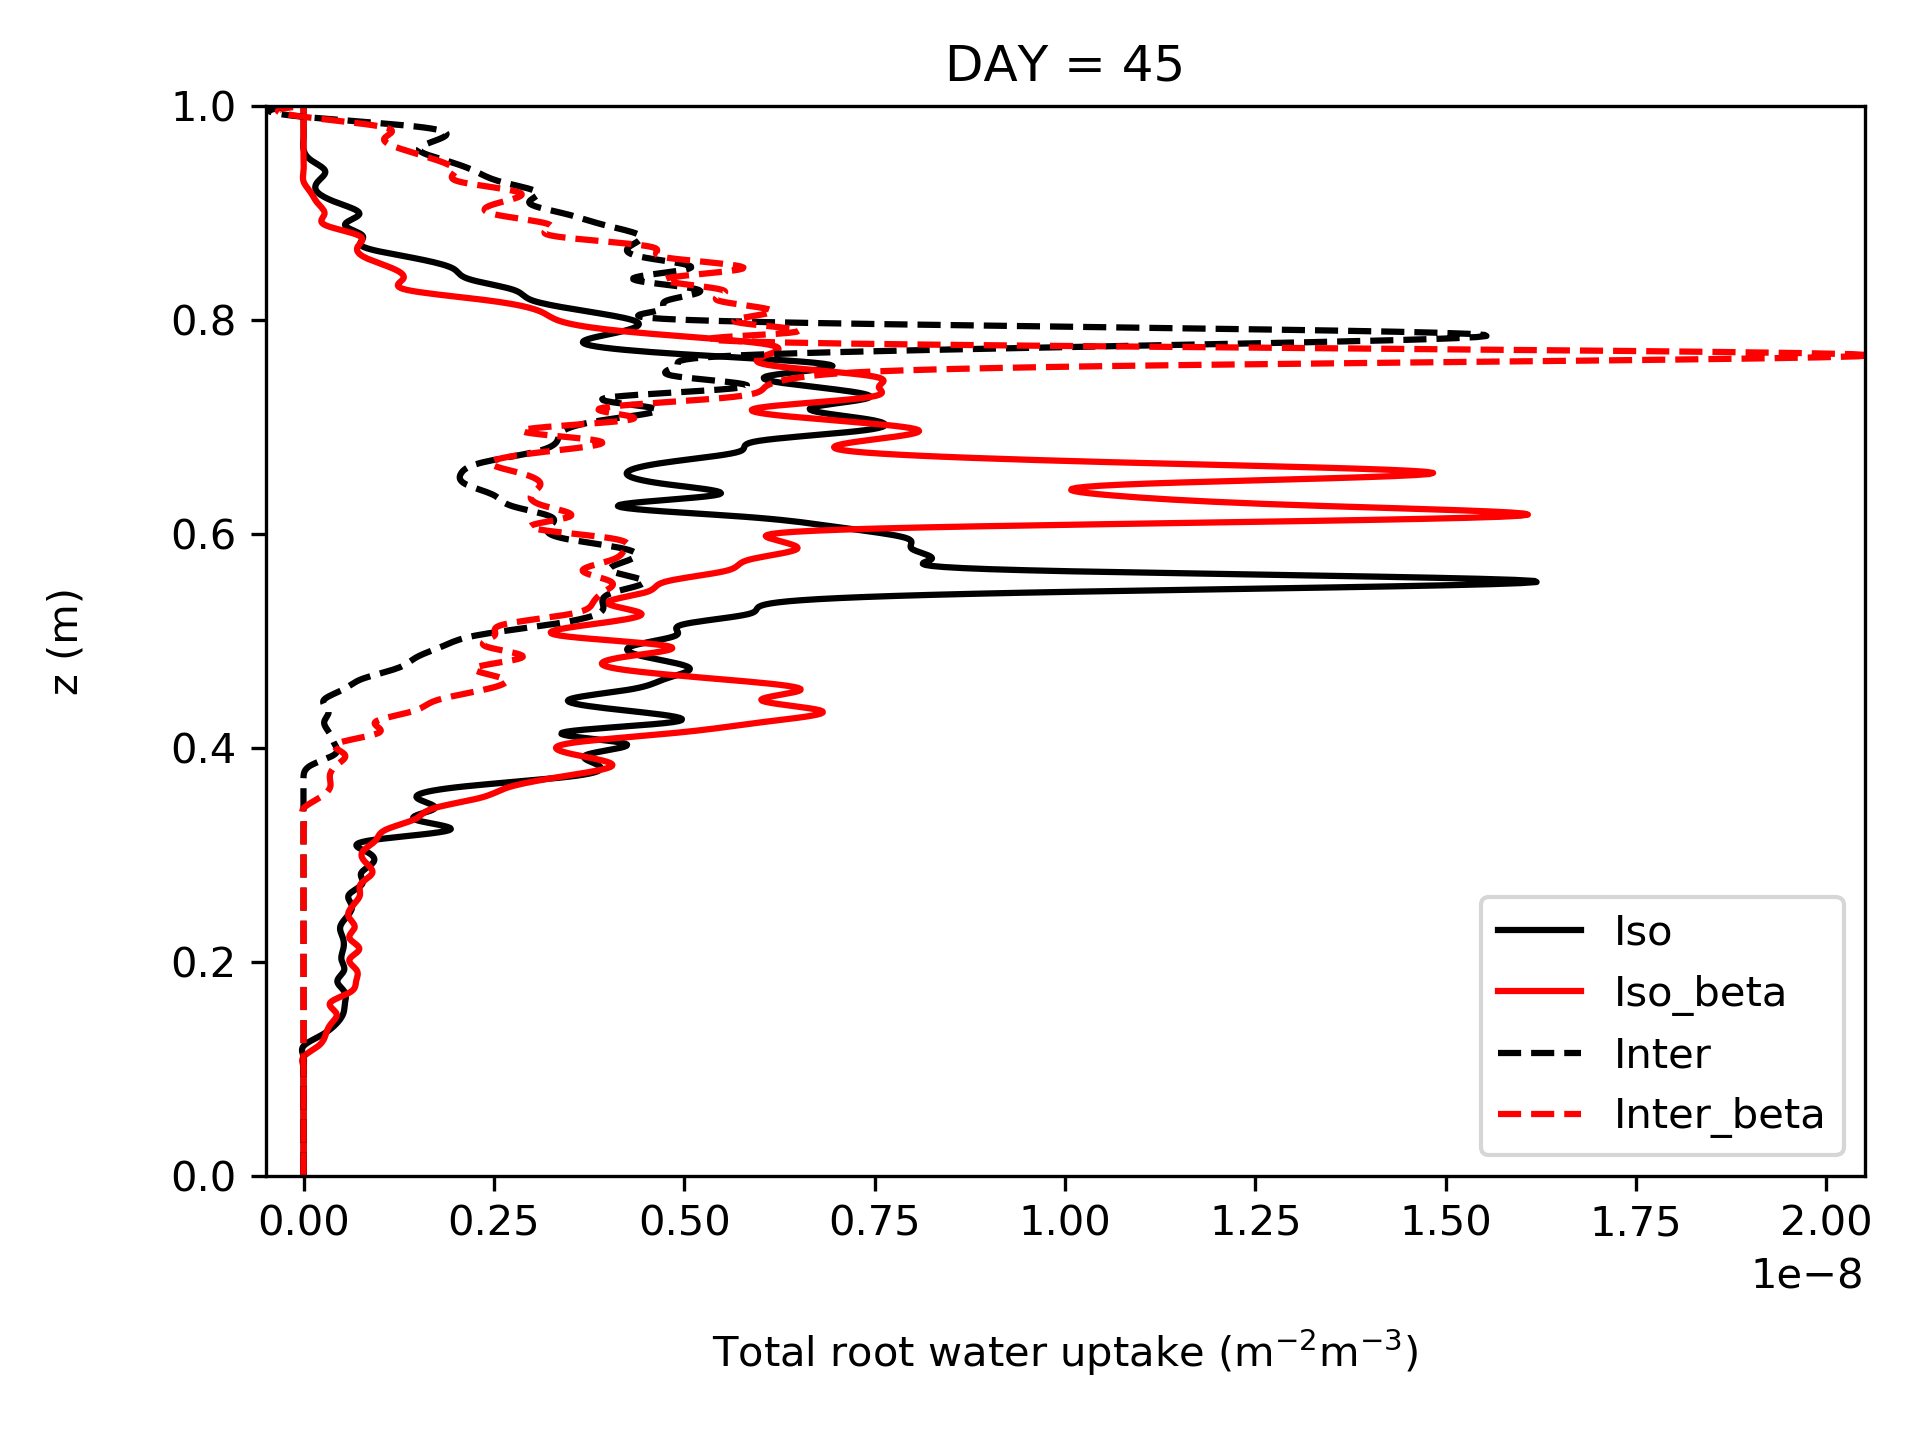 DAY = 45
1.0
0.8
0.6
0.4
0.2
0.0
z (m)
Iso
Iso_beta
Inter
Inter_beta
0.00 0.25 0.50 0.75 1.00 1.25 1.50 1.75 2.00
1e−8
Total root water uptake (m⁻²m⁻³)